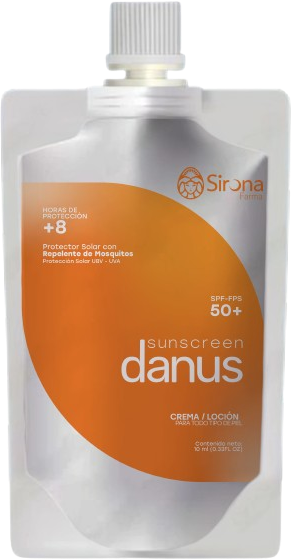 Sirona
Farma
HORAS DE
PROTECCIÓN
+8
Protector Solar con
Repelente de Mosquitos
Protección Solar UBV - UVA
SPF-FPS
50+
sunscreen
danus
CREMA / LOCIÓN
PARA TODO TIPO DE PIEL
Contenido neto:
10 ml (0.33FL OZ)